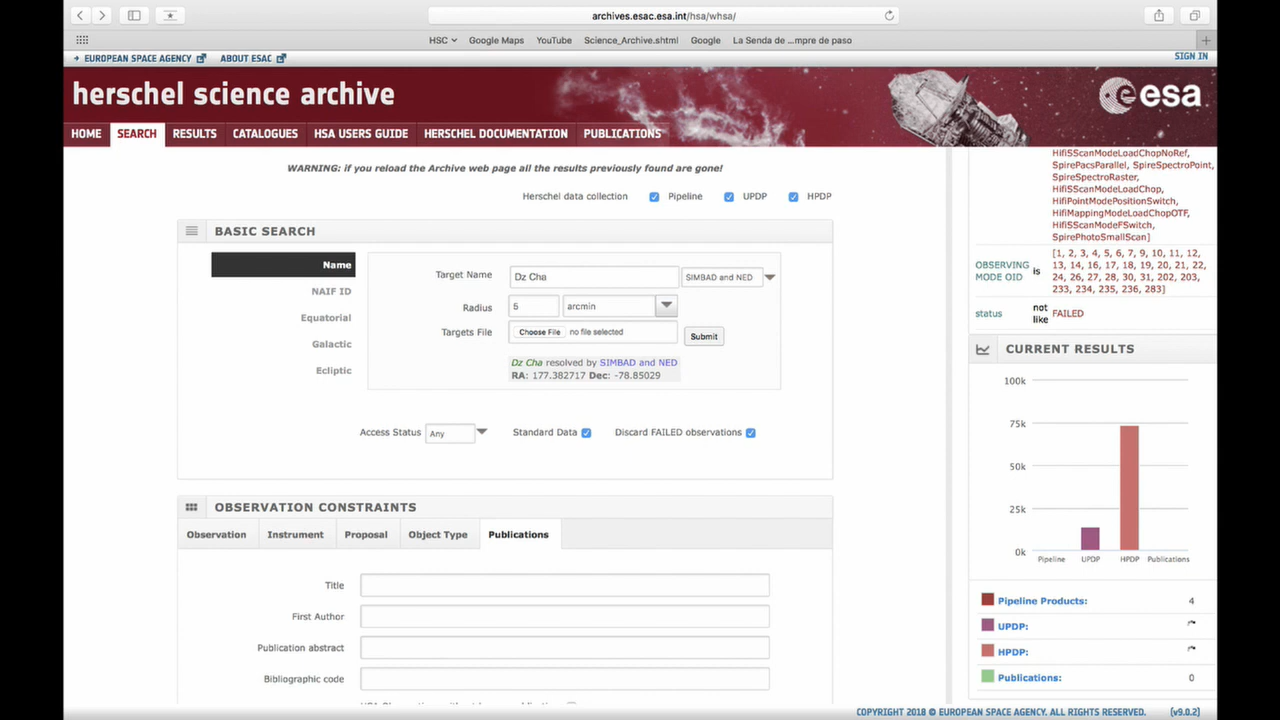 archives.esac.esa.int/hsa/whsa/
HSC Google Maps YouTube Science_Archive.shtml Google La Senda de ...mpre de paso
EUROPEAN SPACE AGENCY ABOUT ESAC SIGN IN
herschel science archive
esa
HOME SEARCH RESULTS CATALOGUES HSA USERS GUIDE HERSCHEL DOCUMENTATION PUBLICATIONS
WARNING: if you reload the Archive web page all the results previously found are gone!
Herschel data collection Pipeline UPDP HPDP
BASIC SEARCH
Name
NAIF ID
Equatorial
Galactic
Ecliptic
Target Name Dz Cha SIMBAD and NED
Radius 5 arcmin
Targets File Choose File no file selected Submit
Dz Cha resolved by SIMBAD and NED
RA: 177.382717 Dec: -78.85029
Access Status Any Standard Data Discard FAILED observations
OBSERVATION CONSTRAINTS
Observation Instrument Proposal Object Type Publications
Title
First Author
Publication abstract
Bibliographic code
HifiSScanModeLoadChopNoRef,
SpirePacsParallel, SpireSpectroPoint,
SpireSpectroRaster,
HifiSScanModeLoadChop,
HifiPointModePositionSwitch,
HifiMappingModeLoadChopOTF,
HifiSScanModeFSwitch,
SpirePhotoSmallScan]
OBSERVING MODE OID is
[1, 2, 3, 4, 5, 6, 7, 9, 10, 11, 12,
13, 14, 16, 17, 18, 19, 20, 21, 22,
24, 26, 27, 28, 30, 31, 202, 203,
233, 234, 235, 236, 283]
status not like FAILED
CURRENT RESULTS
100k
75k
50k
25k
0k
Pipeline UPDP HPDP Publications
Pipeline Products: 4
UPDP:
HPDP:
Publications: 0
COPYRIGHT 2018 © EUROPEAN SPACE AGENCY. ALL RIGHTS RESERVED. (v9.0.2)